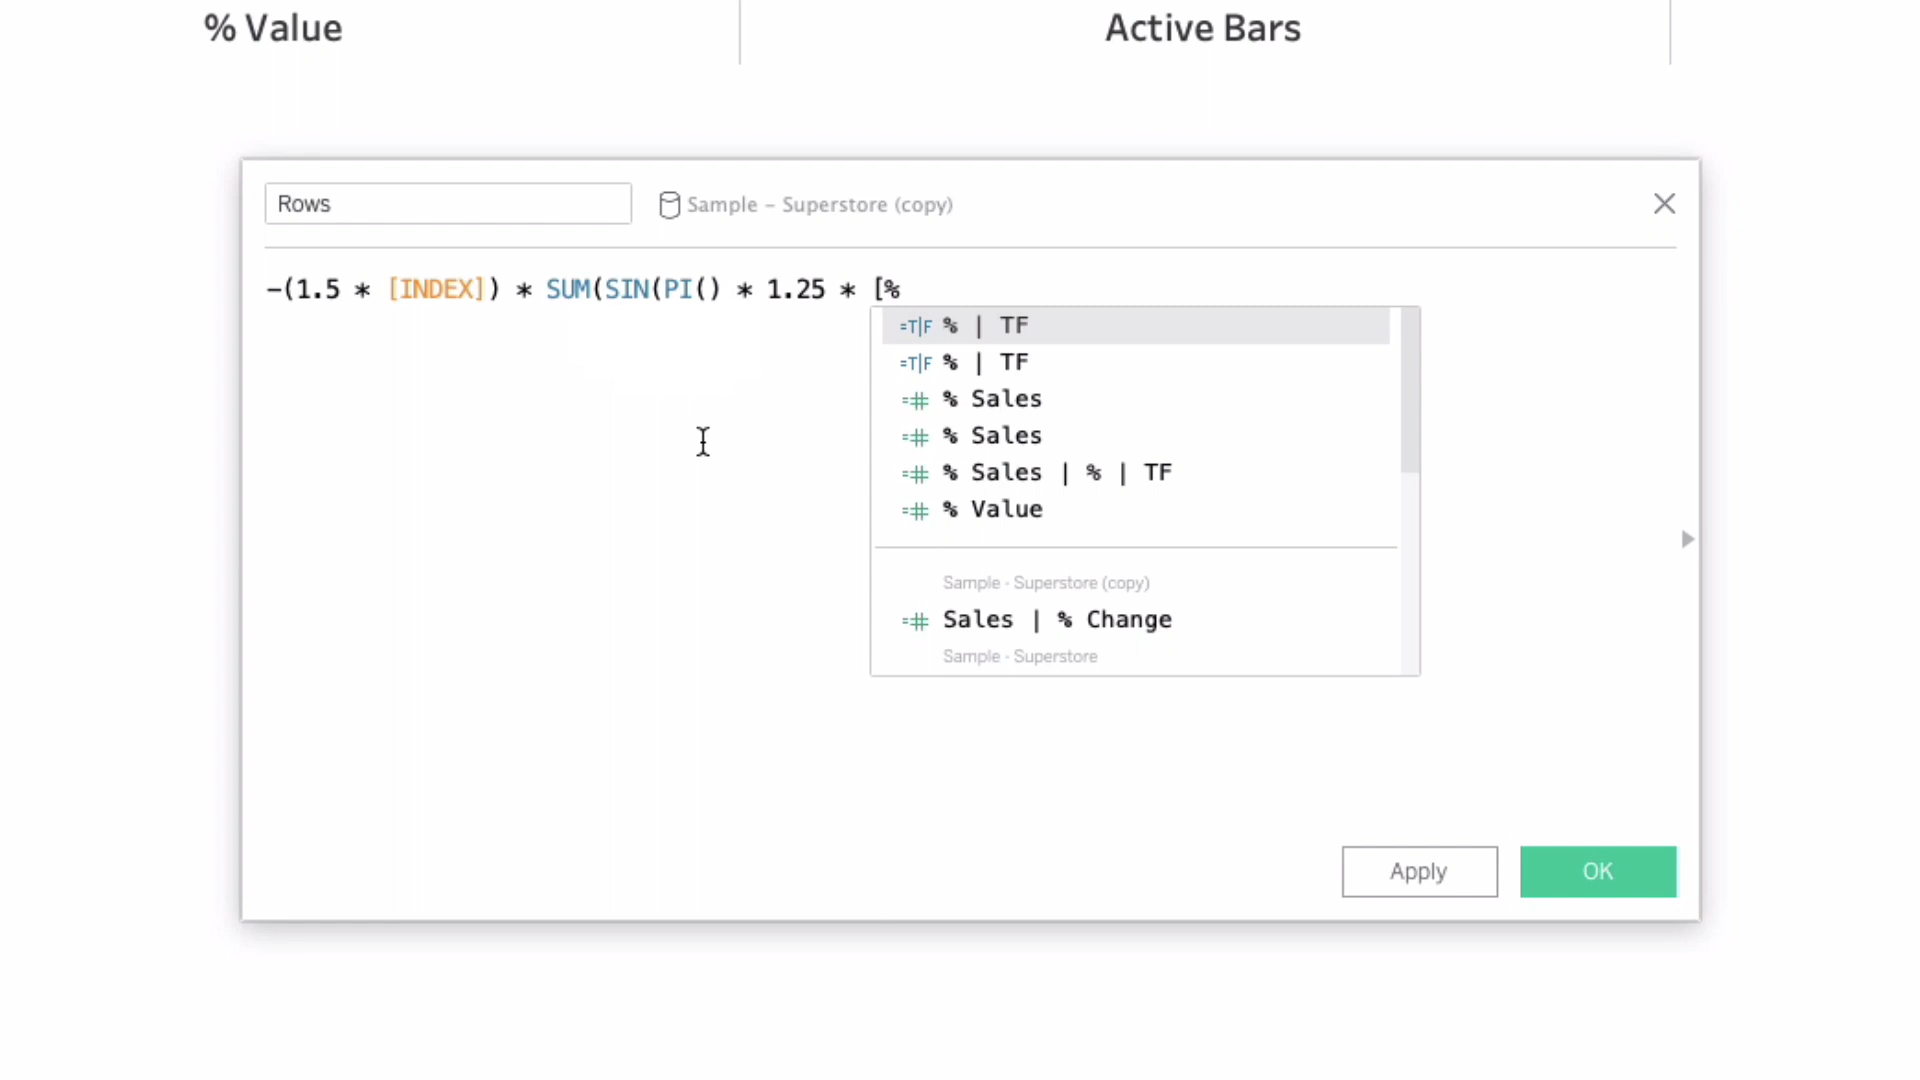 % Value
Active Bars
Rows
Sample – Superstore (copy)
-(1.5 * [INDEX]) * SUM(SIN(PI() * 1.25 * [%
=T|F % | TF
=T|F % | TF
=# % Sales
=# % Sales
=# % Sales | % | TF
=# % Value
Sample - Superstore (copy)
=# Sales | % Change
Sample - Superstore
Apply
OK